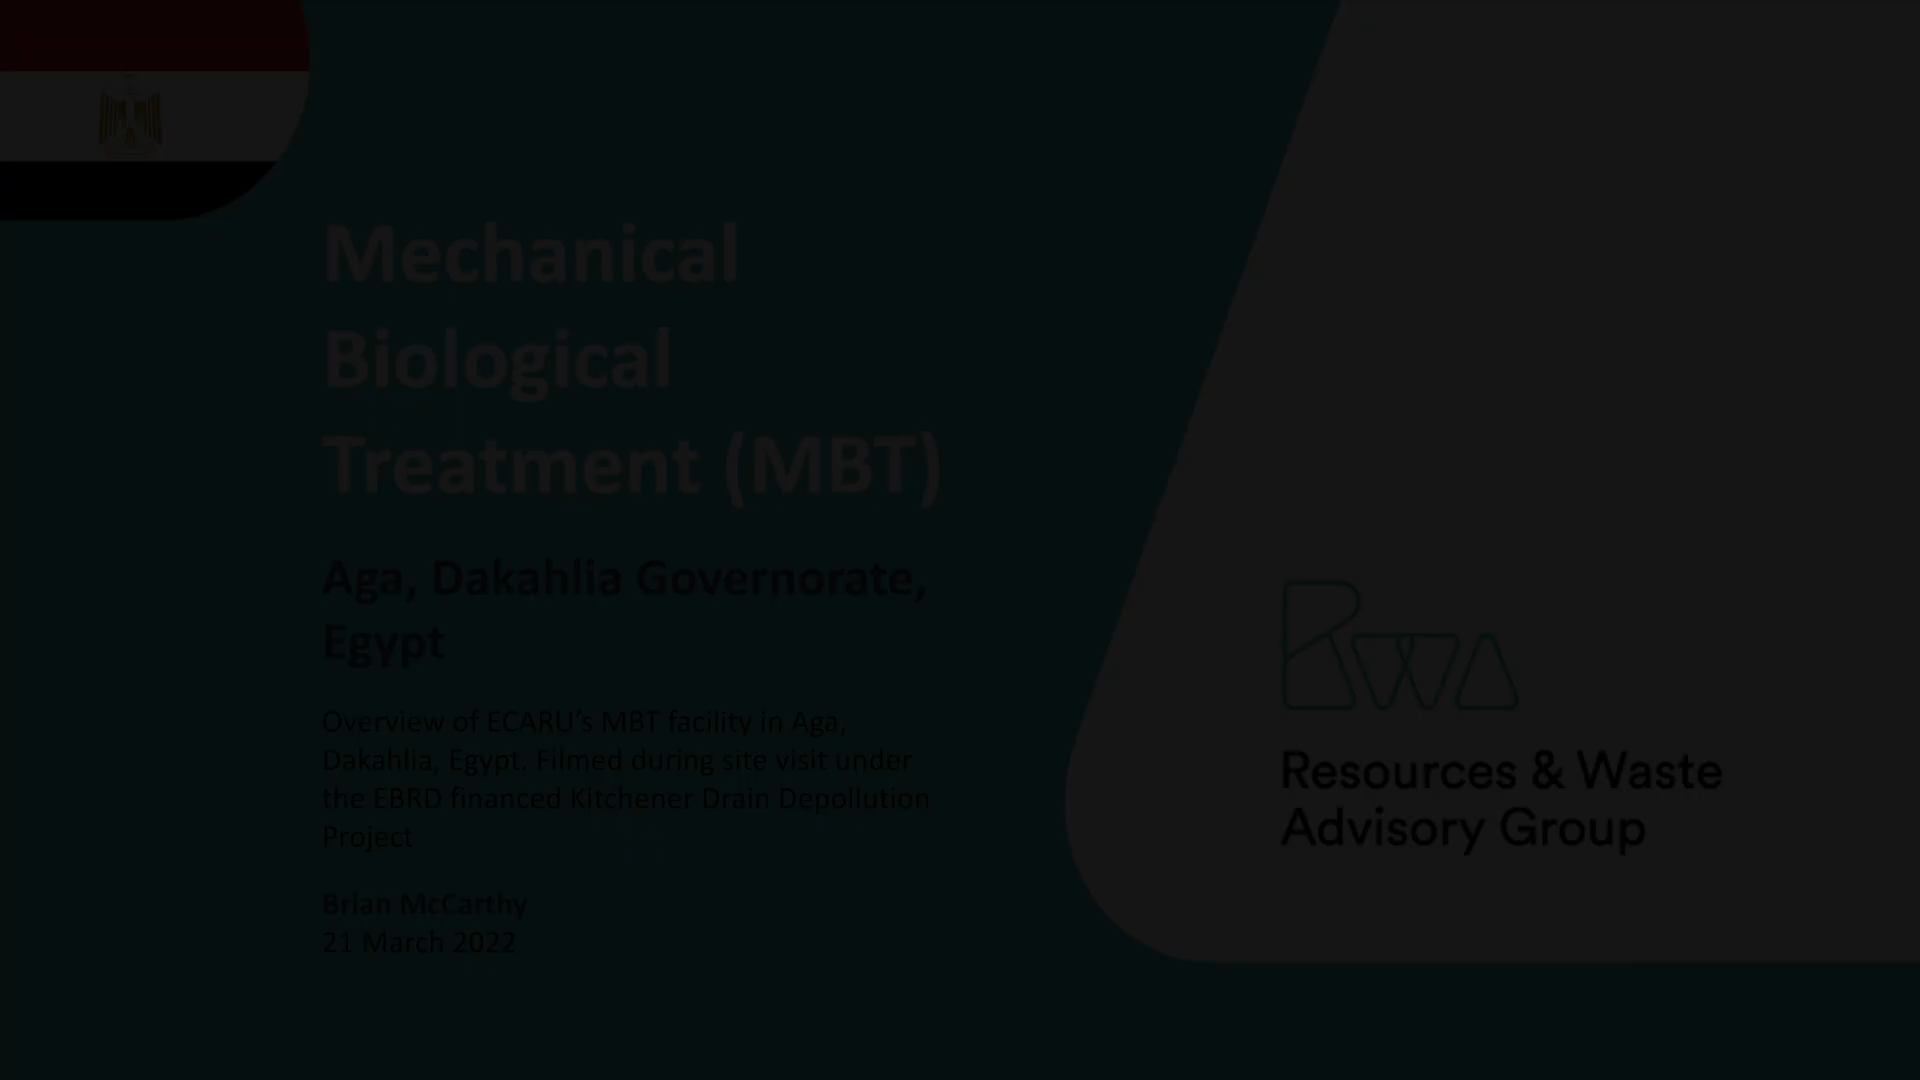 Mechanical
Biological
Treatment (MBT)
Aga, Dakahlia Governorate,
Egypt
Overview of ECARU's MBT facility in Aga,
Dakahlia, Egypt. Filmed during site visit under
the EBRD financed Kitchener Drain Depollution
Project
Brian McCarthy
21 March 2022
RWA
Resources & Waste
Advisory Group